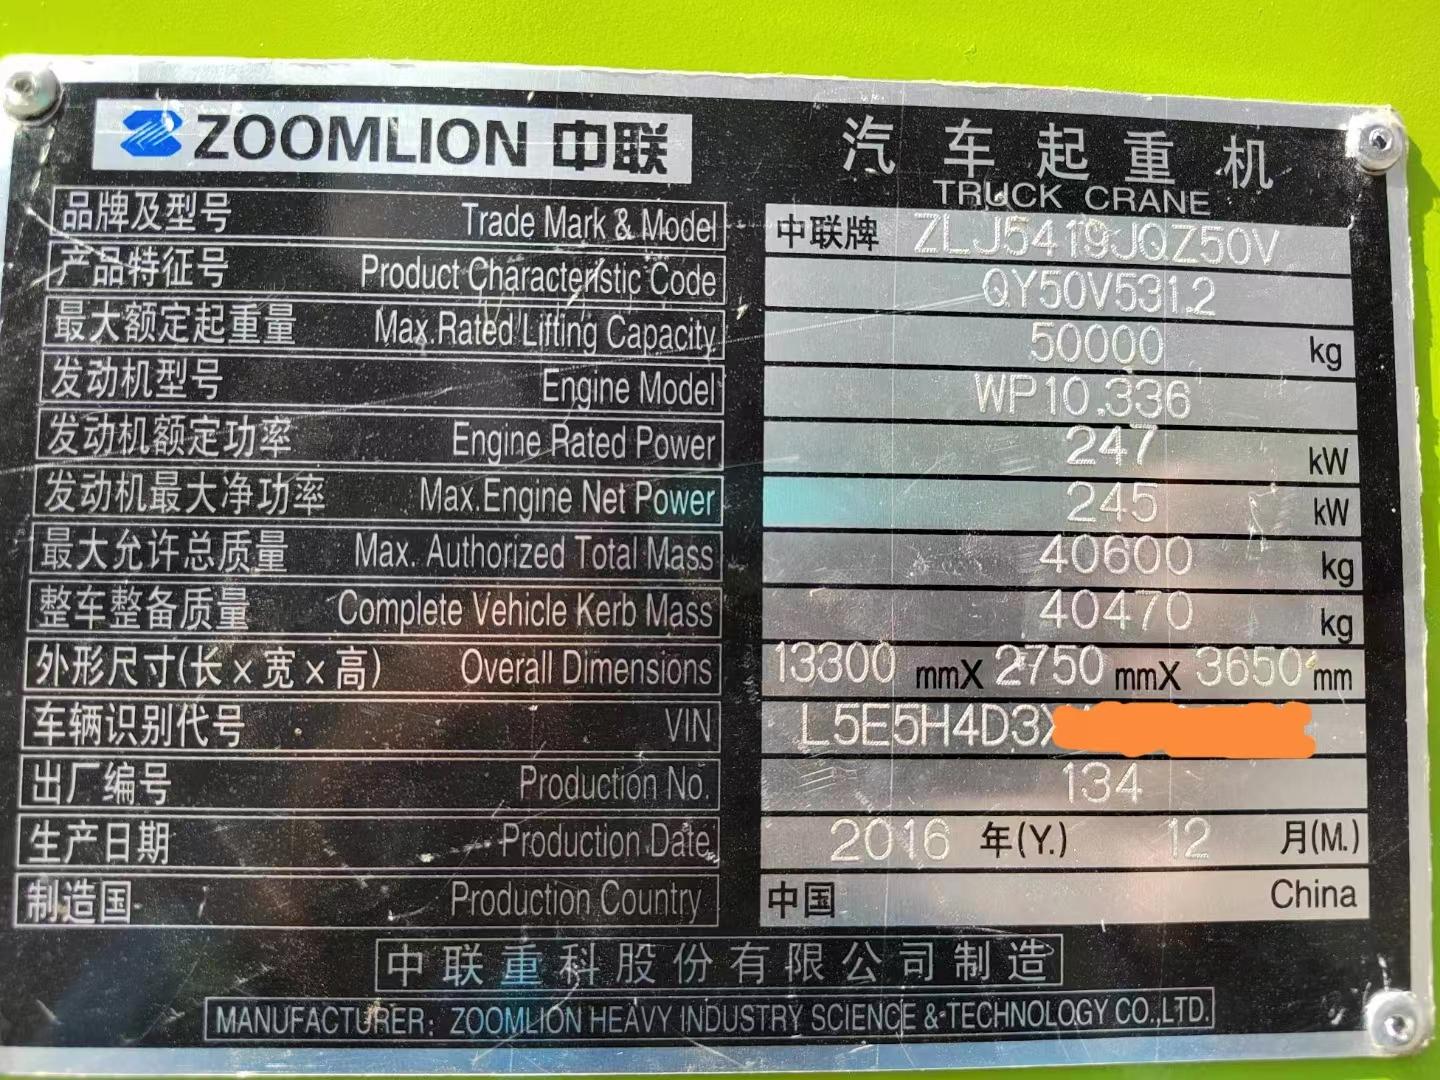 ZOOMLION 中联
汽车起重机
TRUCK CRANE
品牌及型号 Trade Mark & Model 中联牌 ZLJ5419JQZ50V
产品特征号 Product Characteristic Code QY50V531.2
最大额定起重量 Max.Rated Lifting Capacity 50000 kg
发动机型号 Engine Model WP10.336
发动机额定功率 Engine Rated Power 247 kW
发动机最大净功率 Max.Engine Net Power 245 kW
最大允许总质量 Max. Authorized Total Mass 40600 kg
整车整备质量 Complete Vehicle Kerb Mass 40470 kg
外形尺寸(长×宽×高) Overall Dimensions 13300 mmX 2750 mmX 3650 mm
车辆识别代号 VIN L5E5H4D3X
出厂编号 Production No. 134
生产日期 Production Date 2016 年(Y.) 12 月(M.)
制造国 Production Country 中国 China
中联重科股份有限公司制造
MANUFACTURER: ZOOMLION HEAVY INDUSTRY SCIENCE & TECHNOLOGY CO.,LTD.